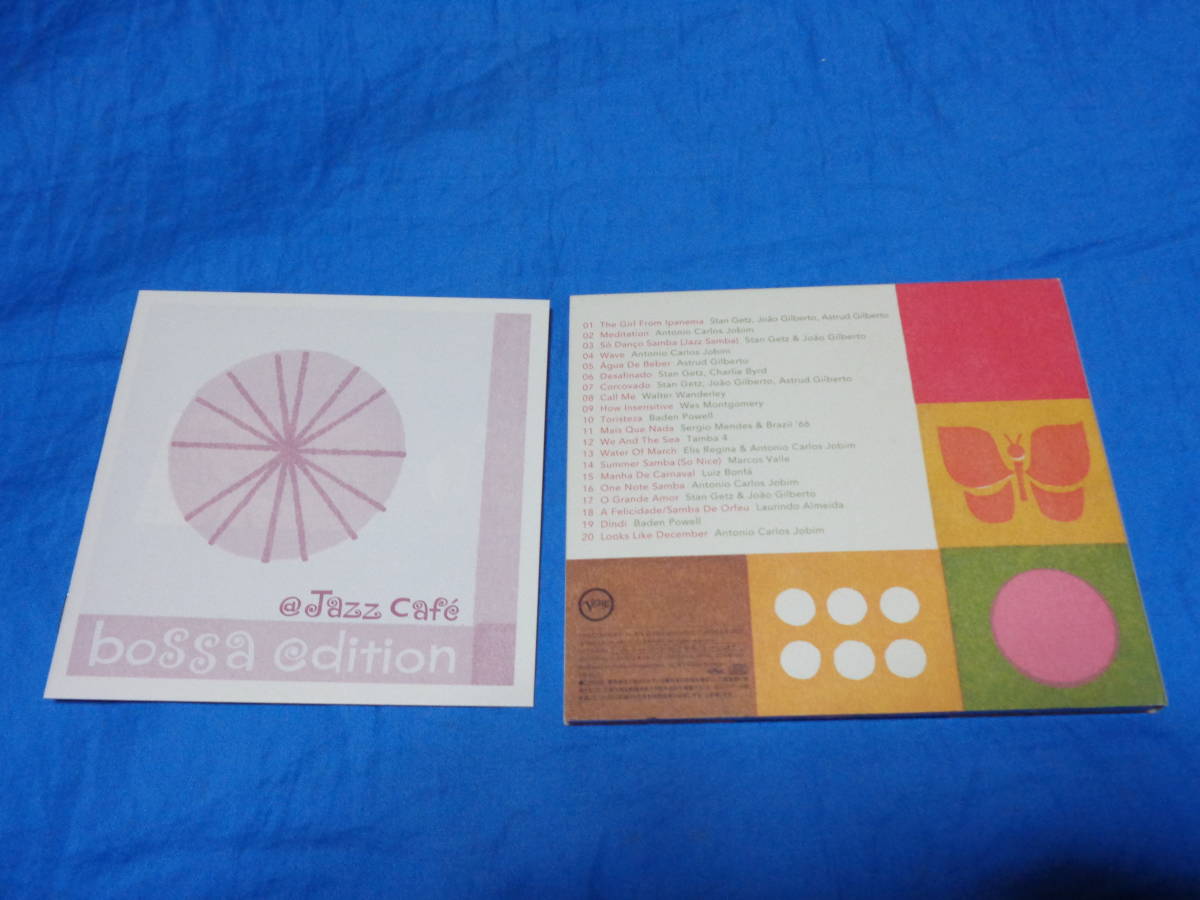 @ Jazz Café
bossa edition
01 The Girl From Ipanema Stan Getz, João Gilberto, Astrud Gilberto
02 Meditation Antonio Carlos Jobim
03 Só Danço Samba (Jazz Samba) Stan Getz & João Gilberto
04 Wave Antonio Carlos Jobim
05 Água De Beber Astrud Gilberto
06 Desafinado Stan Getz, Charlie Byrd
07 Corcovado Stan Getz, João Gilberto, Astrud Gilberto
08 Call Me Walter Wanderley
09 How Insensitive Wes Montgomery
10 Toristeza Baden Powell
11 Mais Que Nada Sergio Mendes & Brazil '66
12 We And The Sea Tamba 4
13 Water Of March Elis Regina & Antonio Carlos Jobim
14 Summer Samba (So Nice) Marcos Valle
15 Manha De Carnaval Luiz Bonfá
16 One Note Samba Antonio Carlos Jobim
17 O Grande Amor Stan Getz & João Gilberto
18 A Felicidade/Samba De Orfeu Laurindo Almeida
19 Dindi Baden Powell
20 Looks Like December Antonio Carlos Jobim
Verve